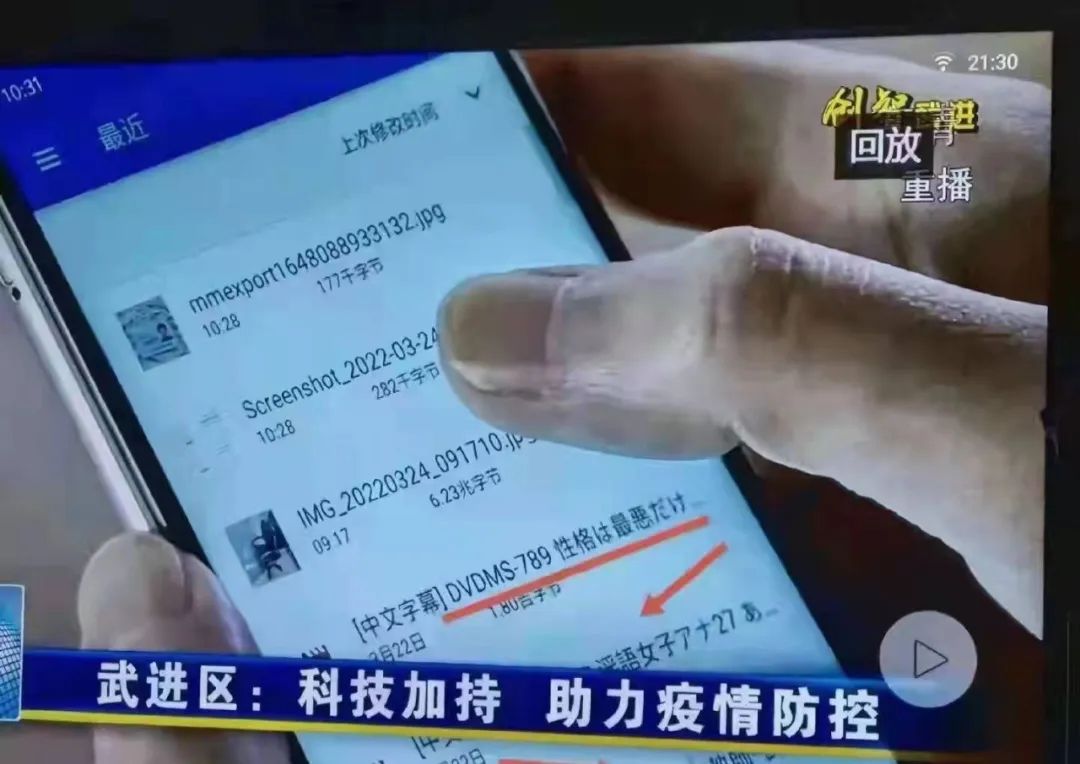 10:31
21:30
最近
上次修改时间
创智武进
回放
重播
mmexport1648088933132.jpg
10:28
177千字节
Screenshot_2022-03-24
10:28
282千字节
IMG_20220324_091710.jpg
09:17
6.23兆字节
[中文字幕] DVDMS-789 性格は最悪だけ...
3月22日
1.80吉字节
淫語女子アナ27 あ...
武进区：科技加持 助力疫情防控